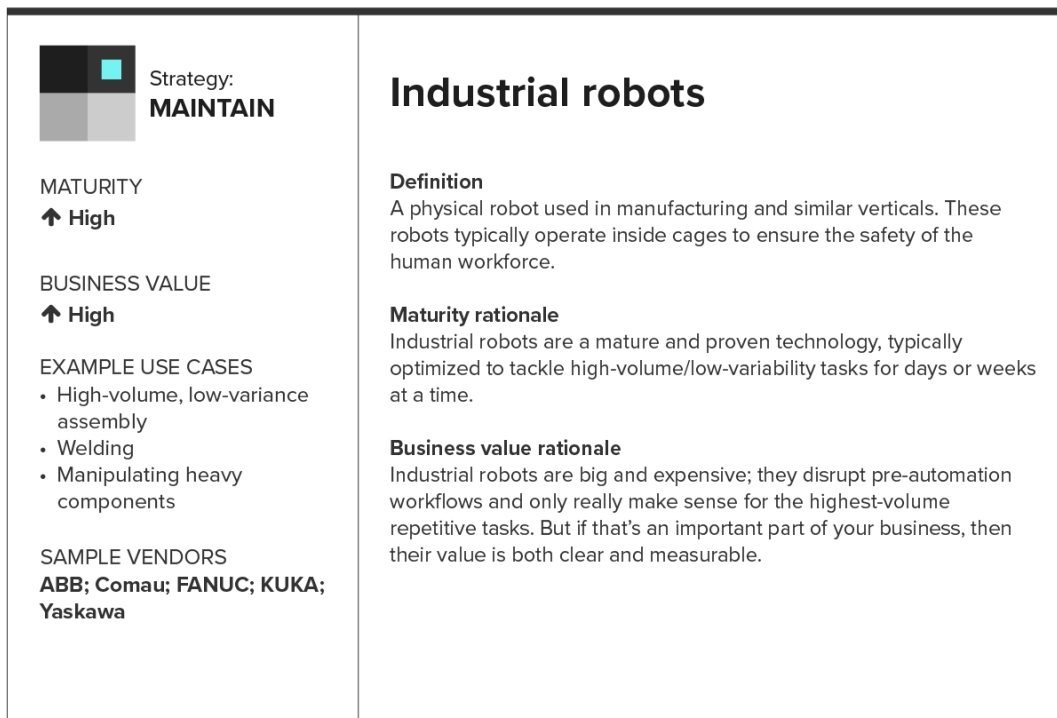 Strategy:
MAINTAIN
MATURITY
↑ High
BUSINESS VALUE
↑ High
EXAMPLE USE CASES
• High-volume, low-variance
assembly
• Welding
• Manipulating heavy
components
SAMPLE VENDORS
ABB; Comau; FANUC; KUKA;
Yaskawa
Industrial robots
Definition
A physical robot used in manufacturing and similar verticals. These
robots typically operate inside cages to ensure the safety of the
human workforce.
Maturity rationale
Industrial robots are a mature and proven technology, typically
optimized to tackle high-volume/low-variability tasks for days or weeks
at a time.
Business value rationale
Industrial robots are big and expensive; they disrupt pre-automation
workflows and only really make sense for the highest-volume
repetitive tasks. But if that’s an important part of your business, then
their value is both clear and measurable.